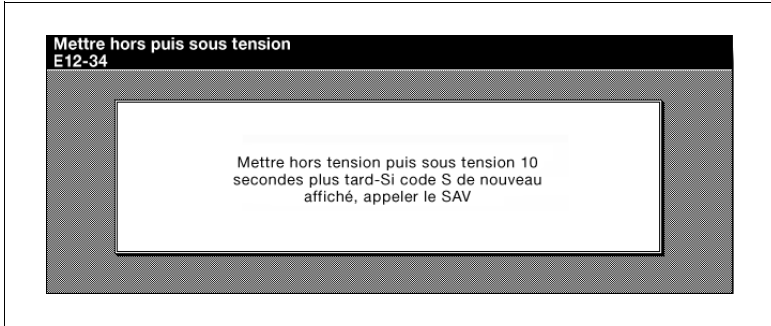 Mettre hors puis sous tension
E12-34
Mettre hors tension puis sous tension 10
secondes plus tard-Si code S de nouveau
affiché, appeler le SAV